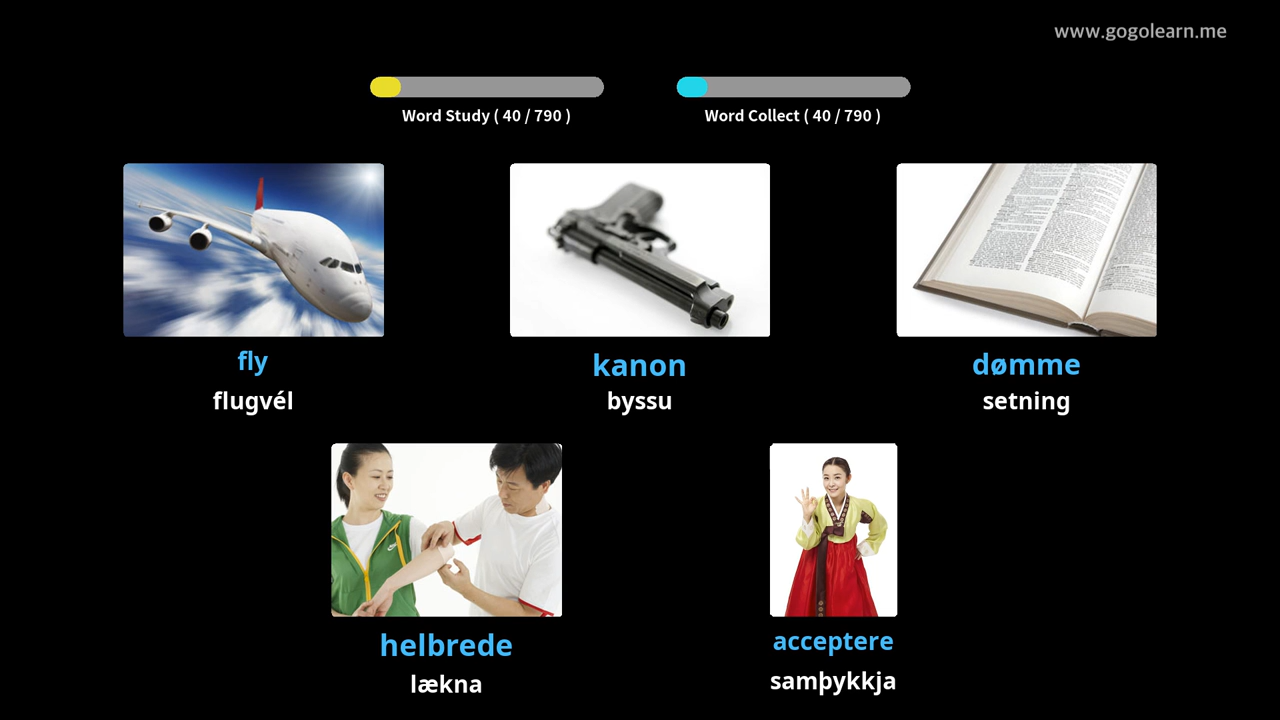 www.gogolearn.me
Word Study ( 40 / 790 )
Word Collect ( 40 / 790 )
fly
flugvél
kanon
byssu
dømme
setning
helbrede
lækna
acceptere
samþykkja